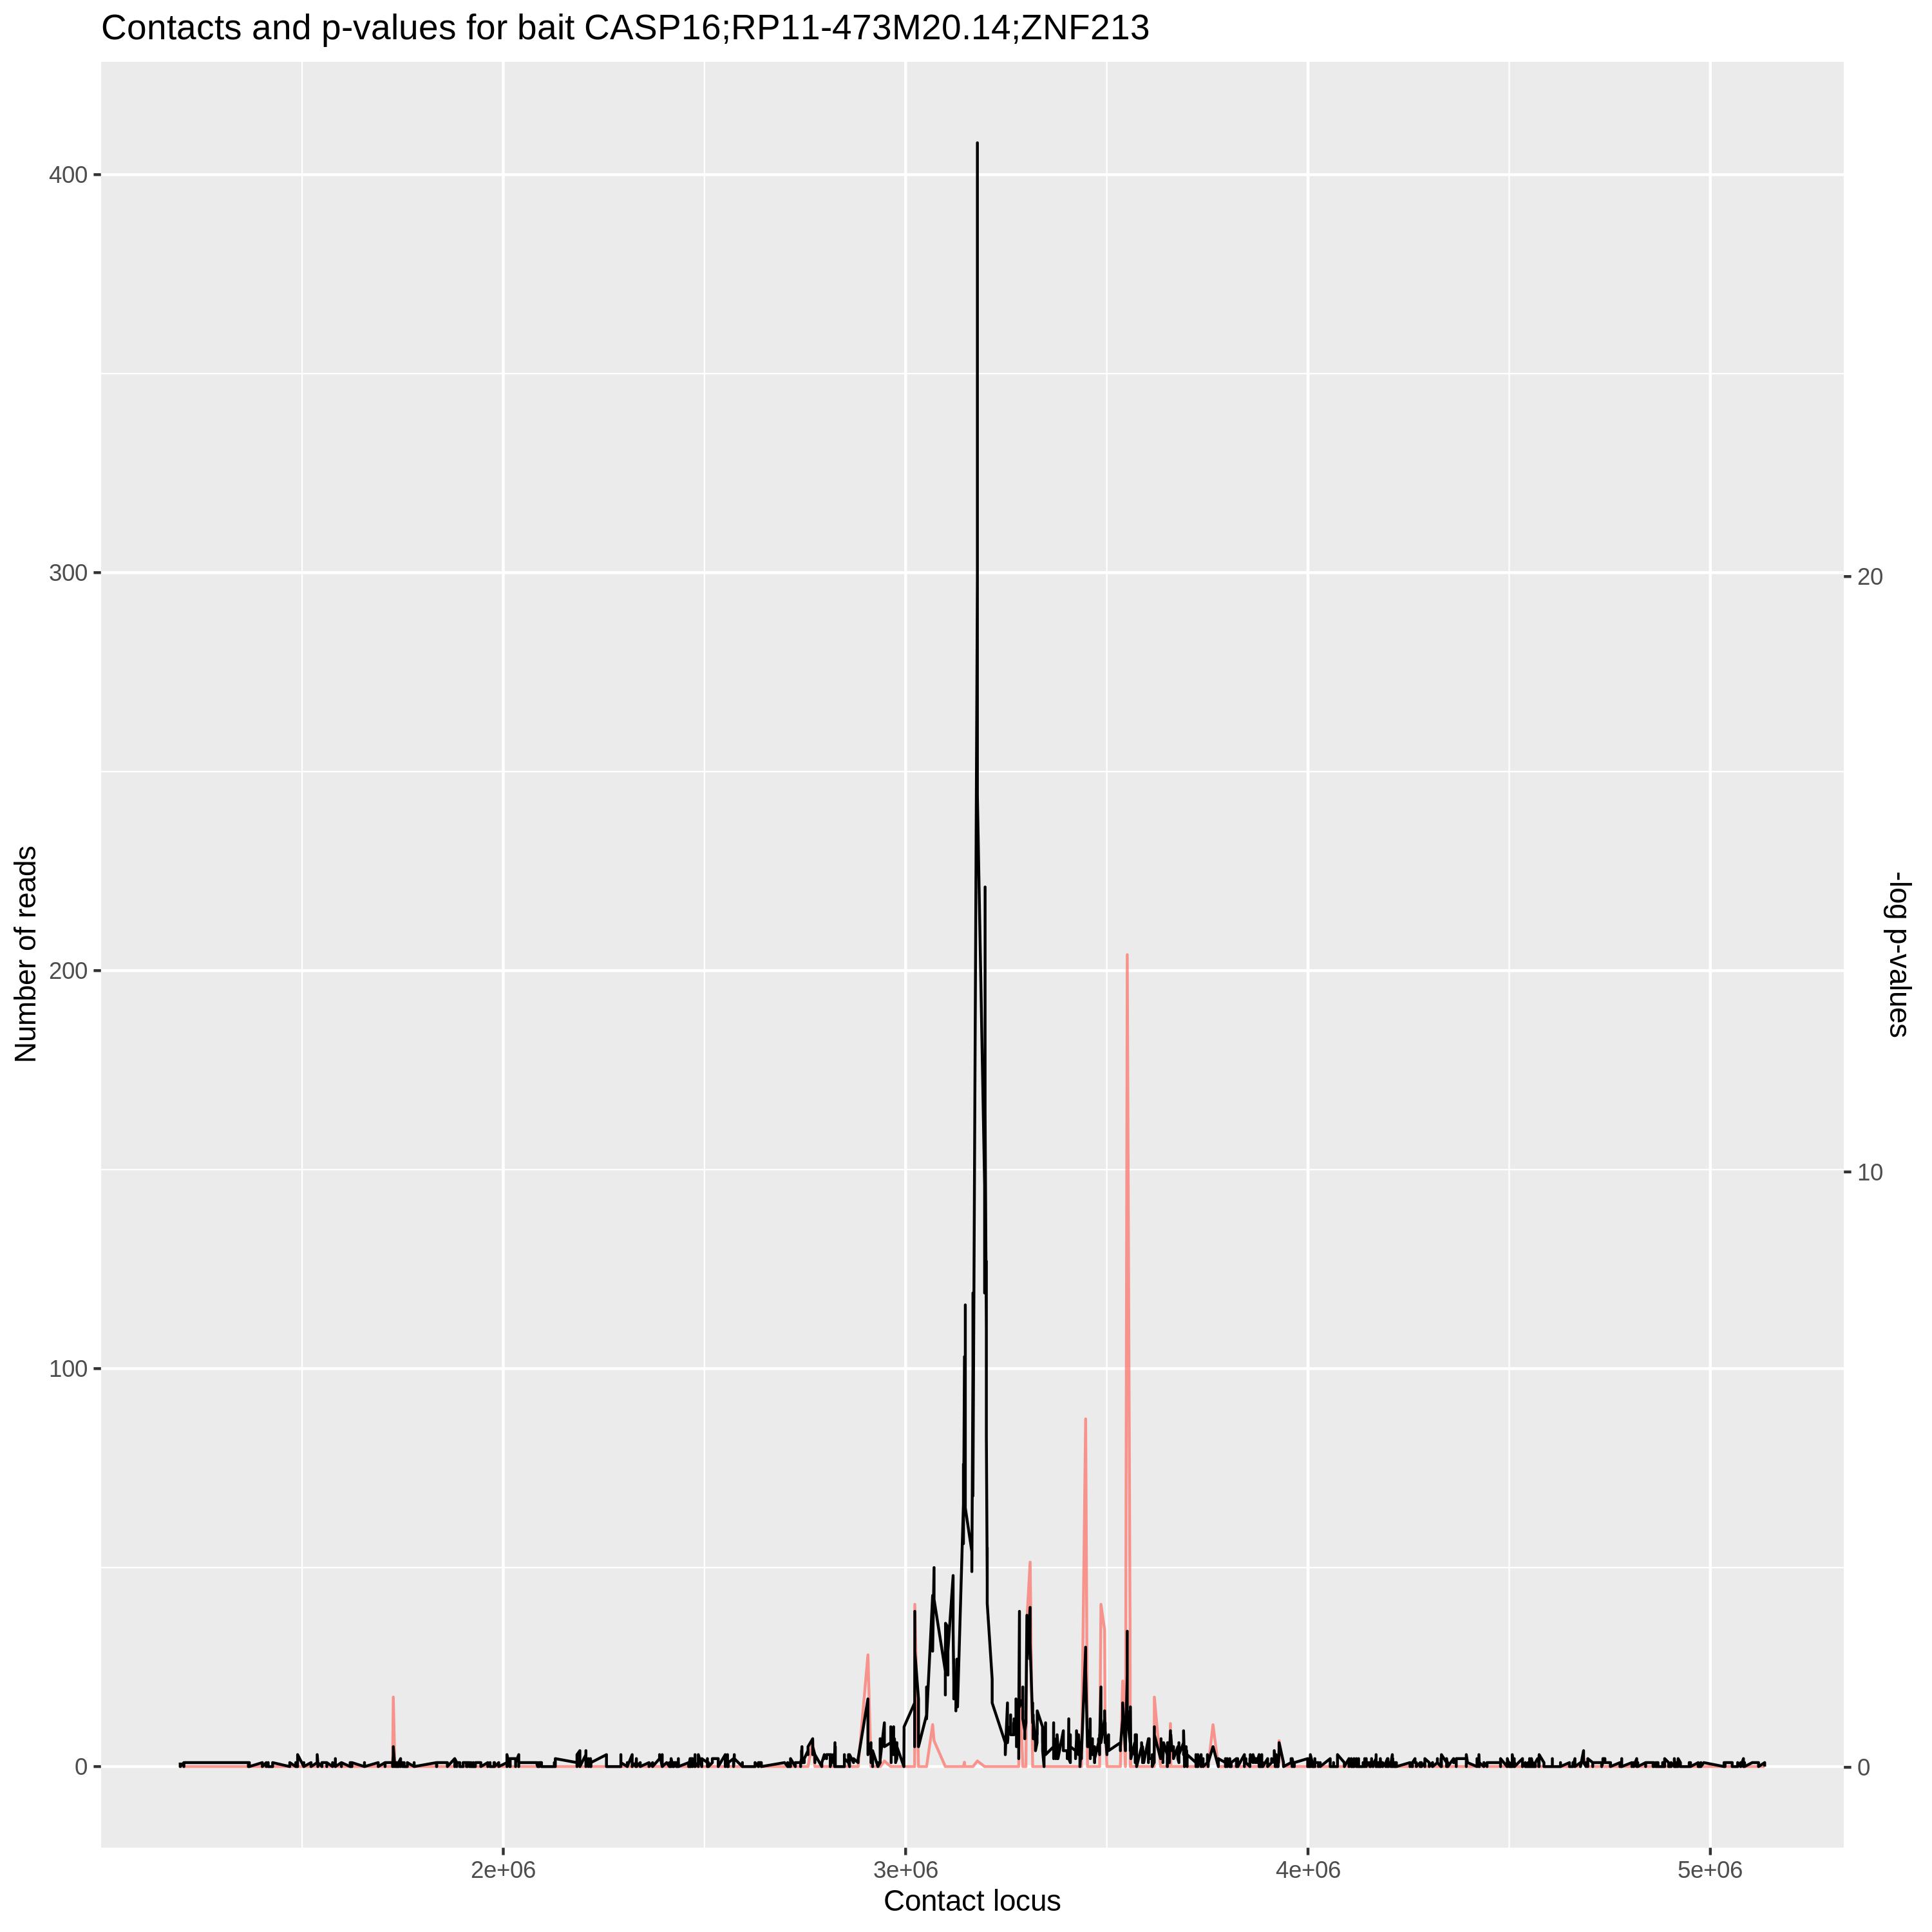 Contacts and p-values for bait CASP16;RP11-473M20.14;ZNF213
400
300
200
100
0
Number of reads
20
10
0
-log p-values
2e+06
3e+06
4e+06
5e+06
Contact locus